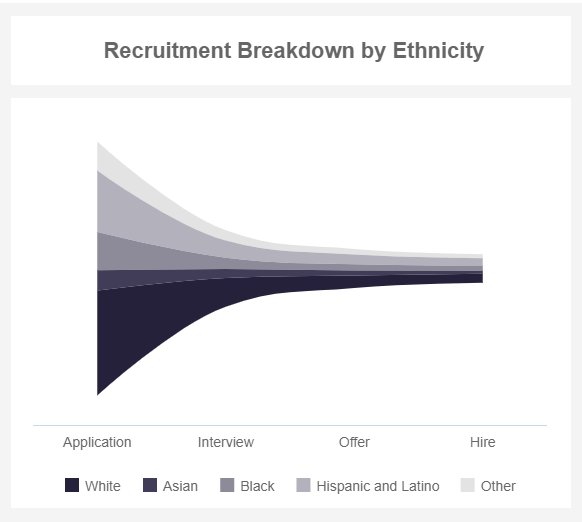 Recruitment Breakdown by Ethnicity
Application Interview Offer Hire
White Asian Black Hispanic and Latino Other